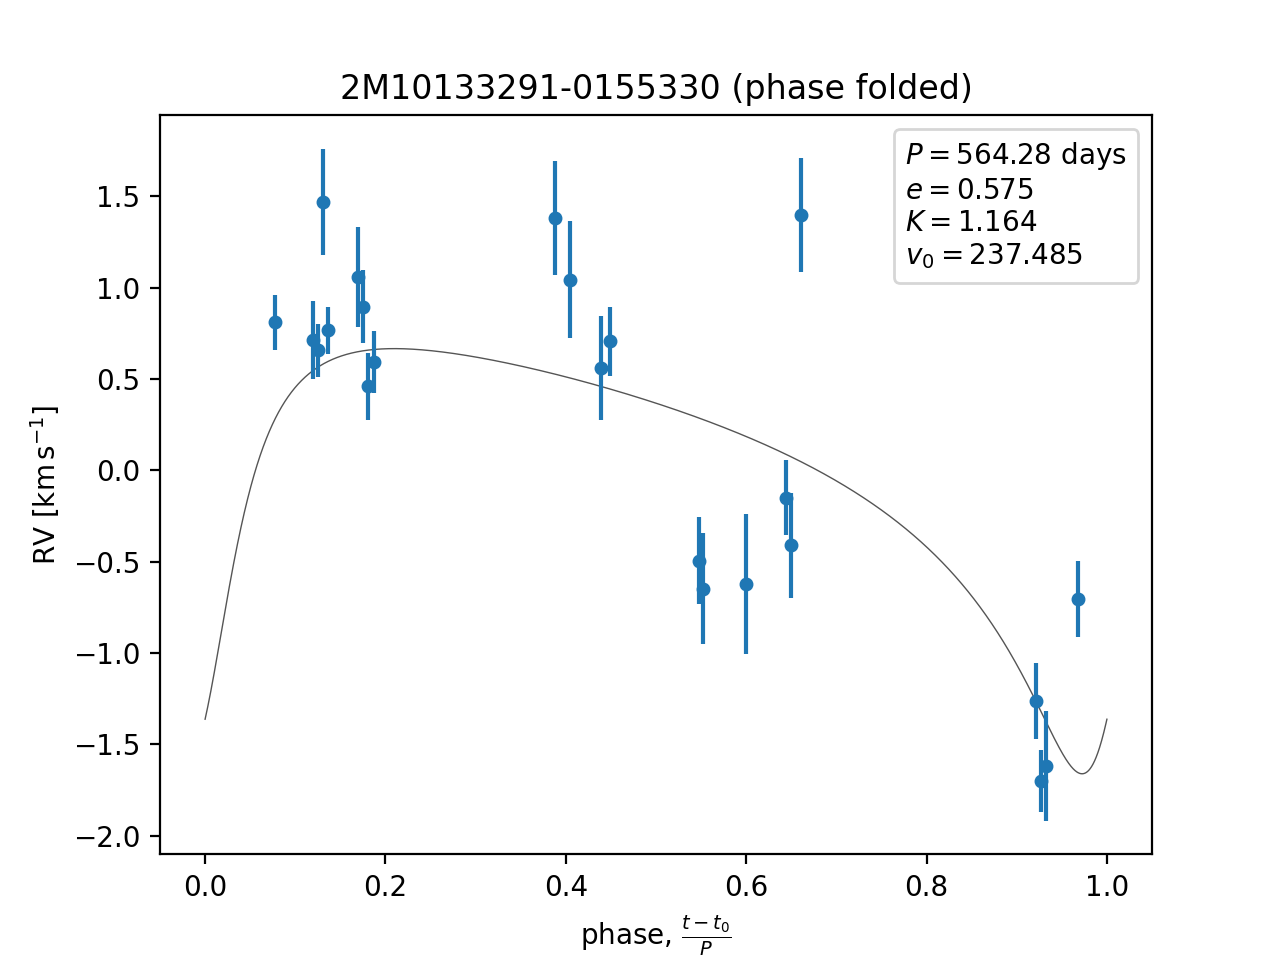 2M10133291-0155330 (phase folded)
P = 564.28 days
e = 0.575
K = 1.164
v₀ = 237.485
RV [km s⁻¹]
1.5
1.0
0.5
0.0
−0.5
−1.0
−1.5
−2.0
0.0 0.2 0.4 0.6 0.8 1.0
phase, (t − t₀)/P